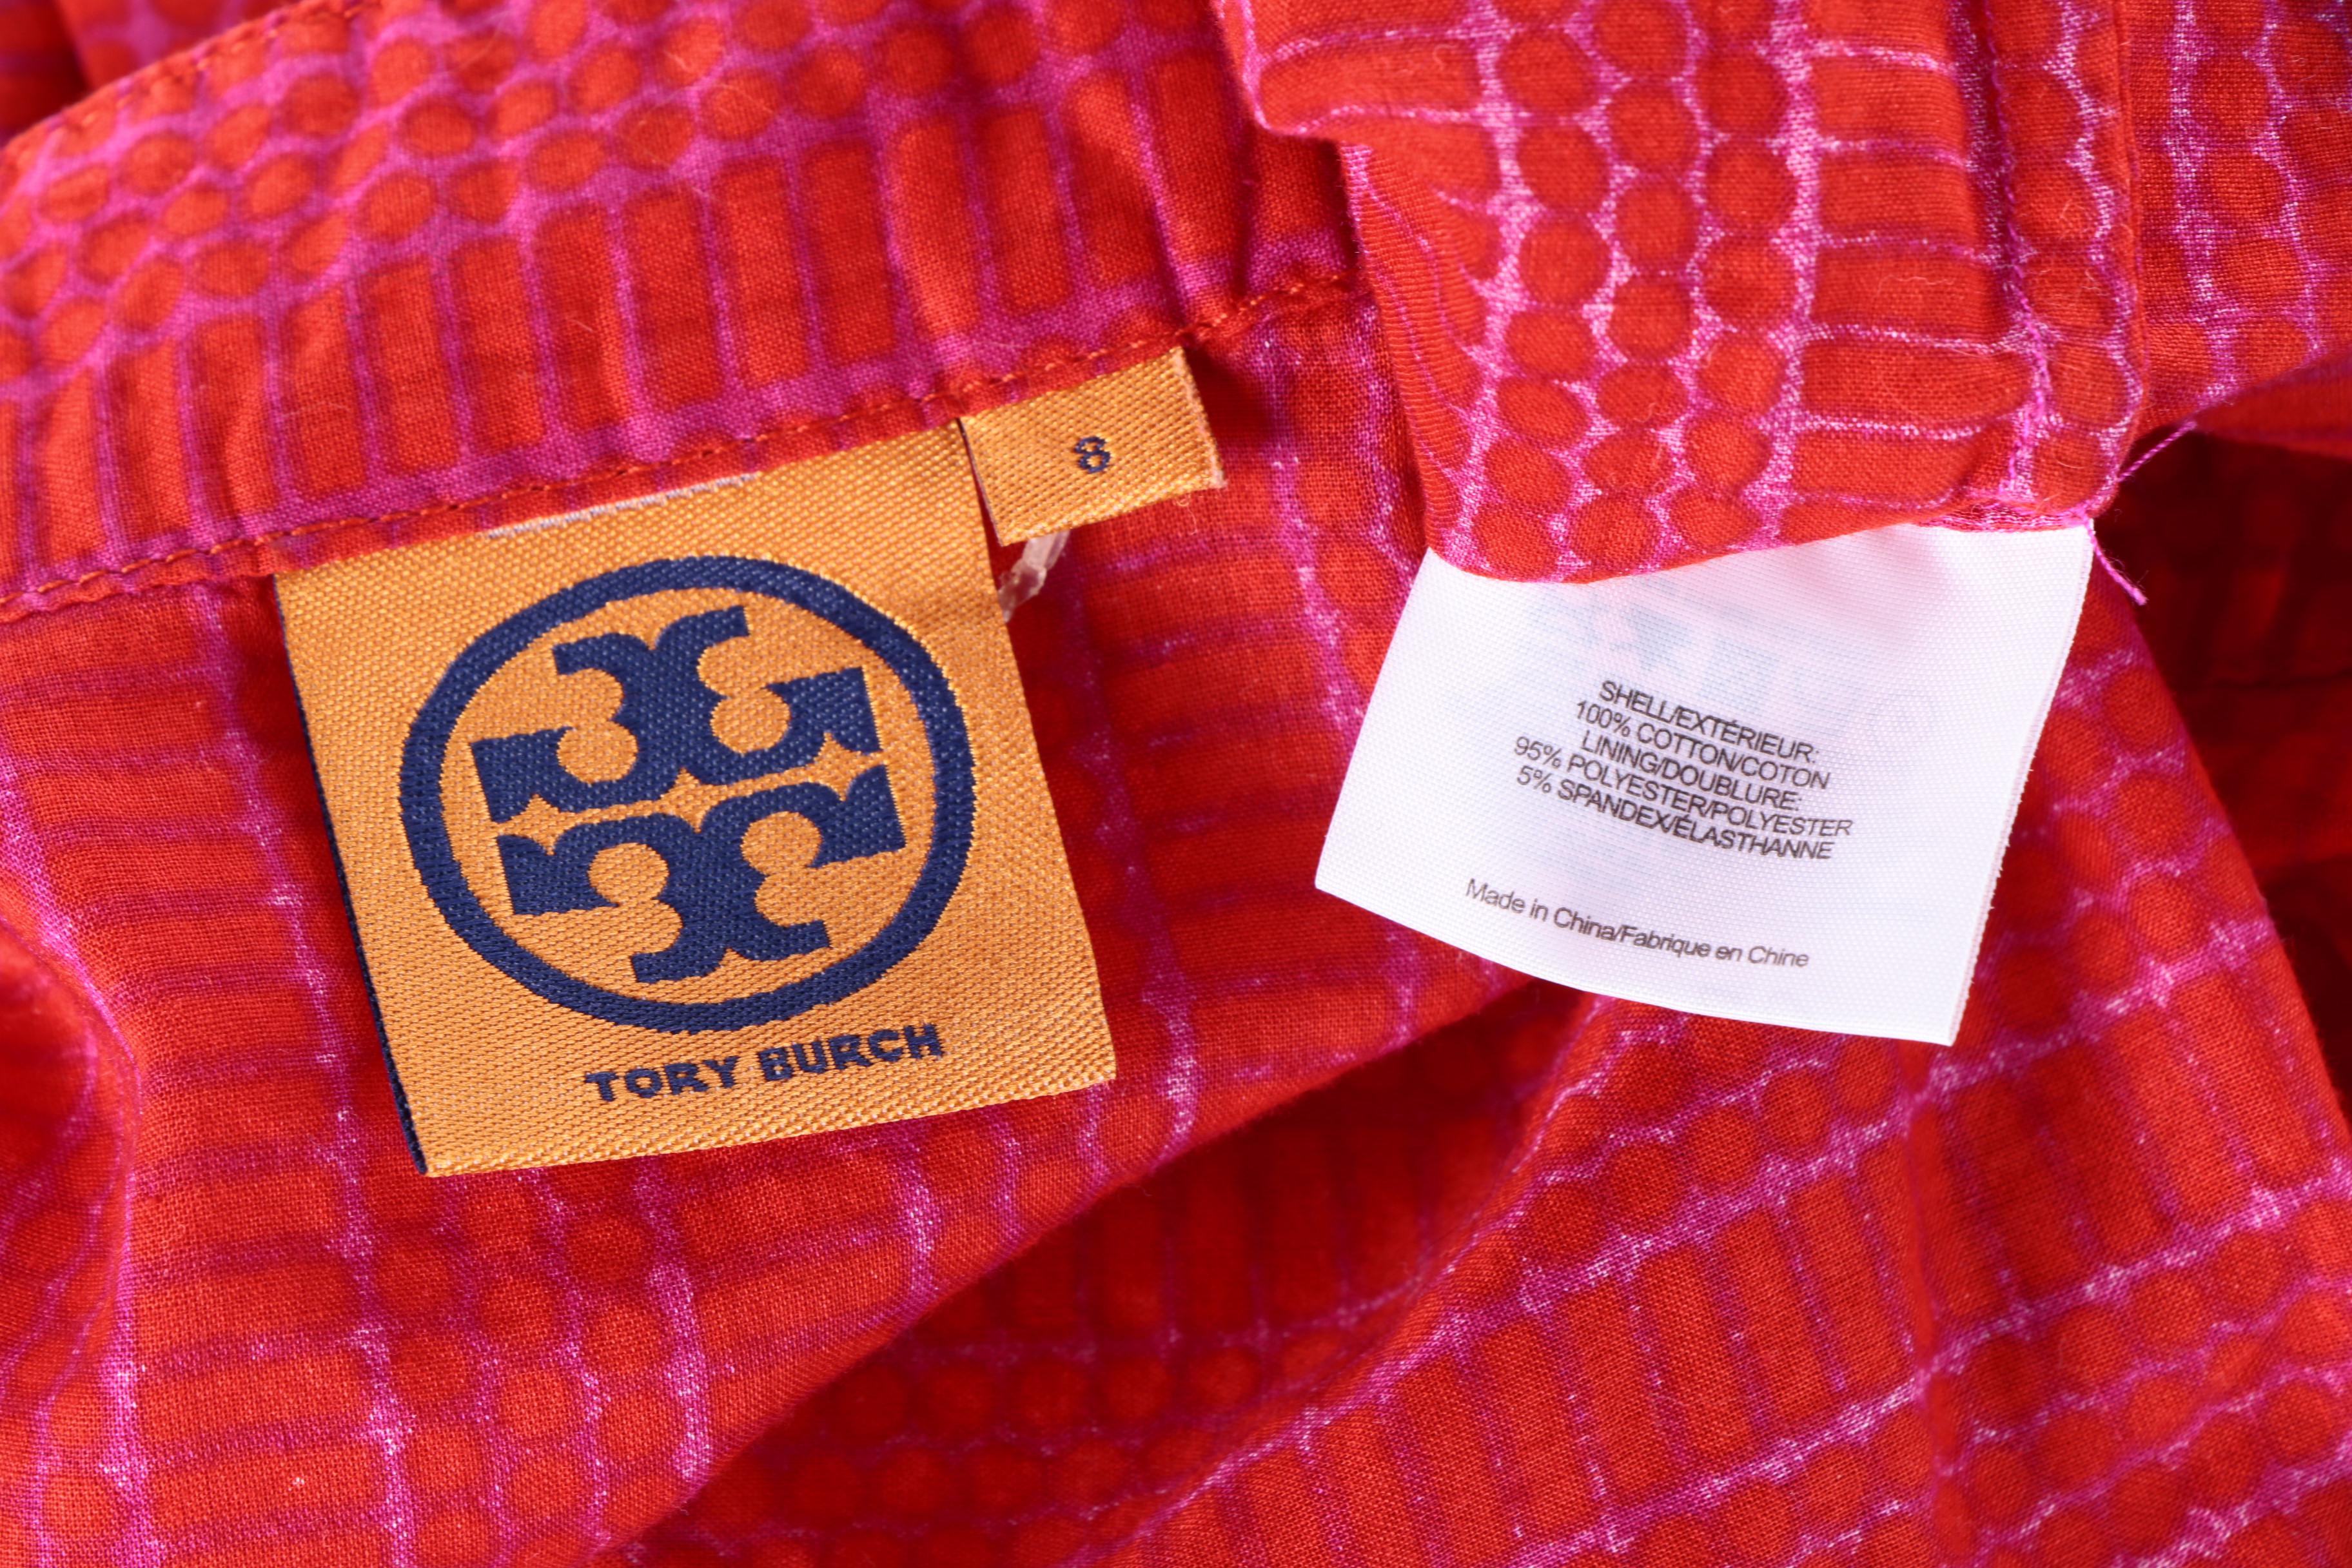 8
TORY BURCH
SHELL/EXTÉRIEUR:
100% COTTON/COTON
LINING/DOUBLURE:
95% POLYESTER/POLYESTER
5% SPANDEX/ÉLASTHANNE
Made in China/Fabrique en Chine